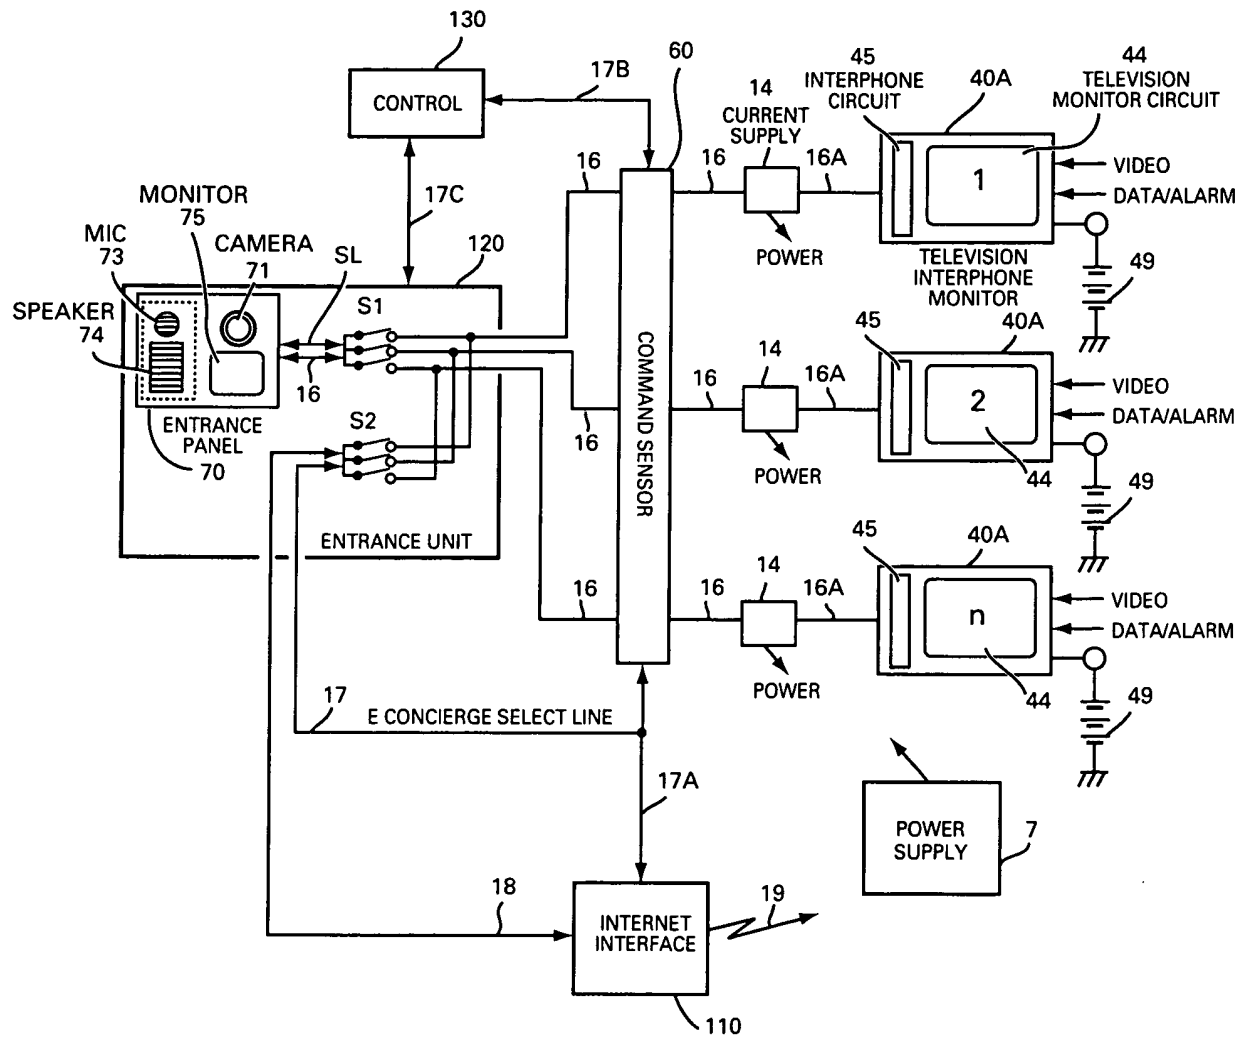 130
CONTROL
17B
60
17C
14
CURRENT
SUPPLY
45
INTERPHONE
CIRCUIT
40A
44
TELEVISION
MONITOR CIRCUIT
16
16
16A
1
VIDEO
DATA/ALARM
POWER
TELEVISION
INTERPHONE
MONITOR
49
MONITOR
75
MIC
73
CAMERA
71
SL
120
SPEAKER
74
S1
16
ENTRANCE
PANEL
70
S2
ENTRANCE UNIT
COMMAND SENSOR
16
45
40A
14
16
16A
2
VIDEO
DATA/ALARM
POWER
44
49
45
40A
14
16
16
16A
n
VIDEO
DATA/ALARM
POWER
44
49
17
E CONCIERGE SELECT LINE
17A
POWER
SUPPLY
7
18
INTERNET
INTERFACE
19
110